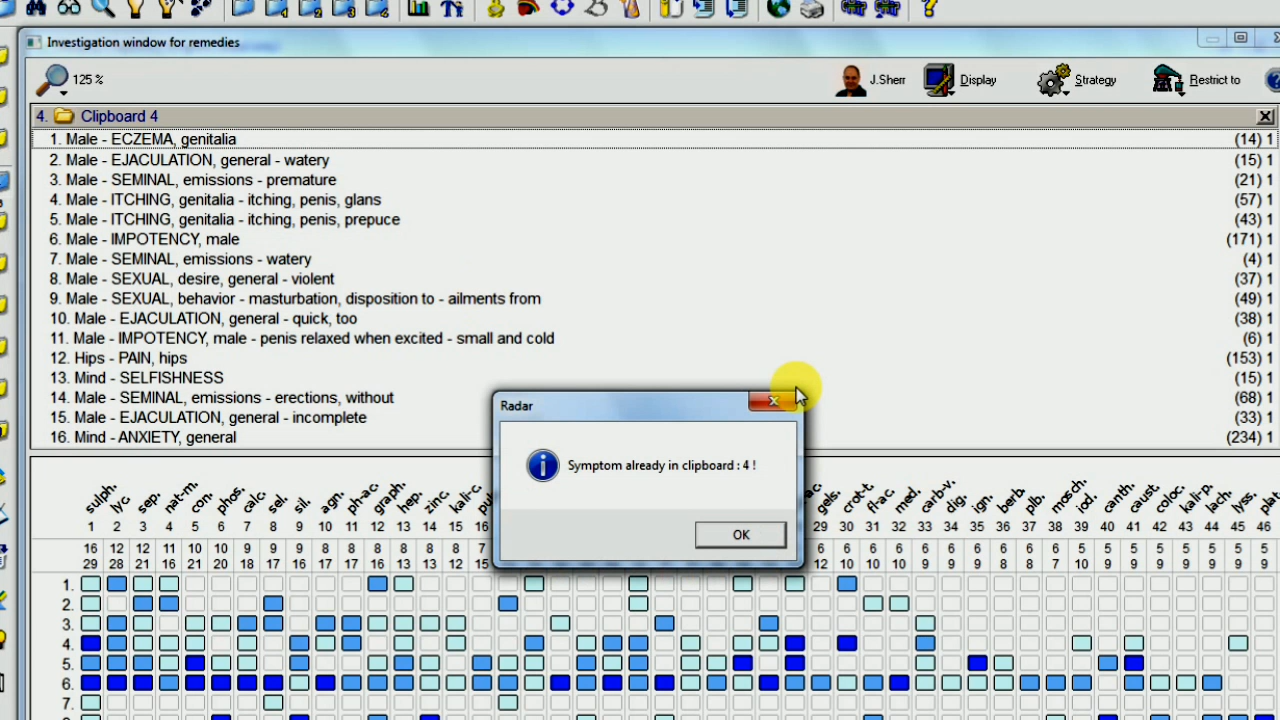 Investigation window for remedies
125 %
J.Sherr
Display
Strategy
Restrict to
4. Clipboard 4
1. Male - ECZEMA, genitalia (14) 1
2. Male - EJACULATION, general - watery (15) 1
3. Male - SEMINAL, emissions - premature (21) 1
4. Male - ITCHING, genitalia - itching, penis, glans (57) 1
5. Male - ITCHING, genitalia - itching, penis, prepuce (43) 1
6. Male - IMPOTENCY, male (171) 1
7. Male - SEMINAL, emissions - watery (4) 1
8. Male - SEXUAL, desire, general - violent (37) 1
9. Male - SEXUAL, behavior - masturbation, disposition to - ailments from (49) 1
10. Male - EJACULATION, general - quick, too (38) 1
11. Male - IMPOTENCY, male - penis relaxed when excited - small and cold (6) 1
12. Hips - PAIN, hips (153) 1
13. Mind - SELFISHNESS (15) 1
14. Male - SEMINAL, emissions - erections, without (68) 1
15. Male - EJACULATION, general - incomplete (33) 1
16. Mind - ANXIETY, general (234) 1
Radar
Symptom already in clipboard : 4 !
OK
sulph. lyc. sep. nat-m. con. phos. calc. sel. sil. agn. ph-ac. graph. hep. zinc. kali-c. gels. crot-t. med. carb-v. dig. ign. berb. plb. mosch. iod. canth. caust. coloc. kali-p. lach. lyss. plat
1 2 3 4 5 6 7 8 9 10 11 12 13 14 15 16 29 30 31 32 33 34 35 36 37 38 39 40 41 42 43 44 45 46
16 12 12 11 10 10 9 9 9 8 8 8 8 8 8 7 6 6 6 6 6 6 6 6 6 6 5 5 5 5 5 5 5 5
29 28 21 16 21 20 18 17 16 17 17 16 13 13 12 15 12 10 10 10 9 9 9 8 8 7 10 9 9 9 9 9 9 9
1.
2.
3.
4.
5.
6.
7.